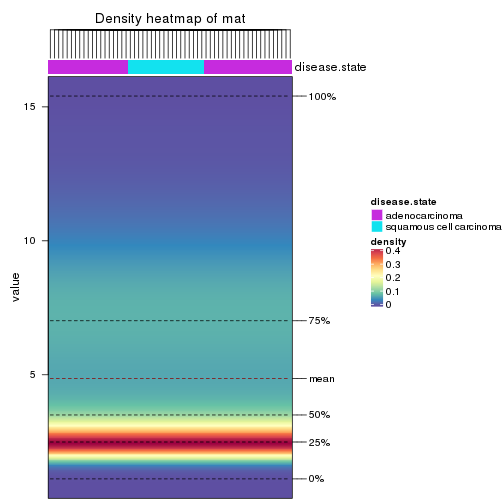 Density heatmap of mat
disease.state
100%
15
disease.state
adenocarcinoma
squamous cell carcinoma
density
0.4
0.3
0.2
0.1
0
10
value
75%
5
mean
50%
25%
0%